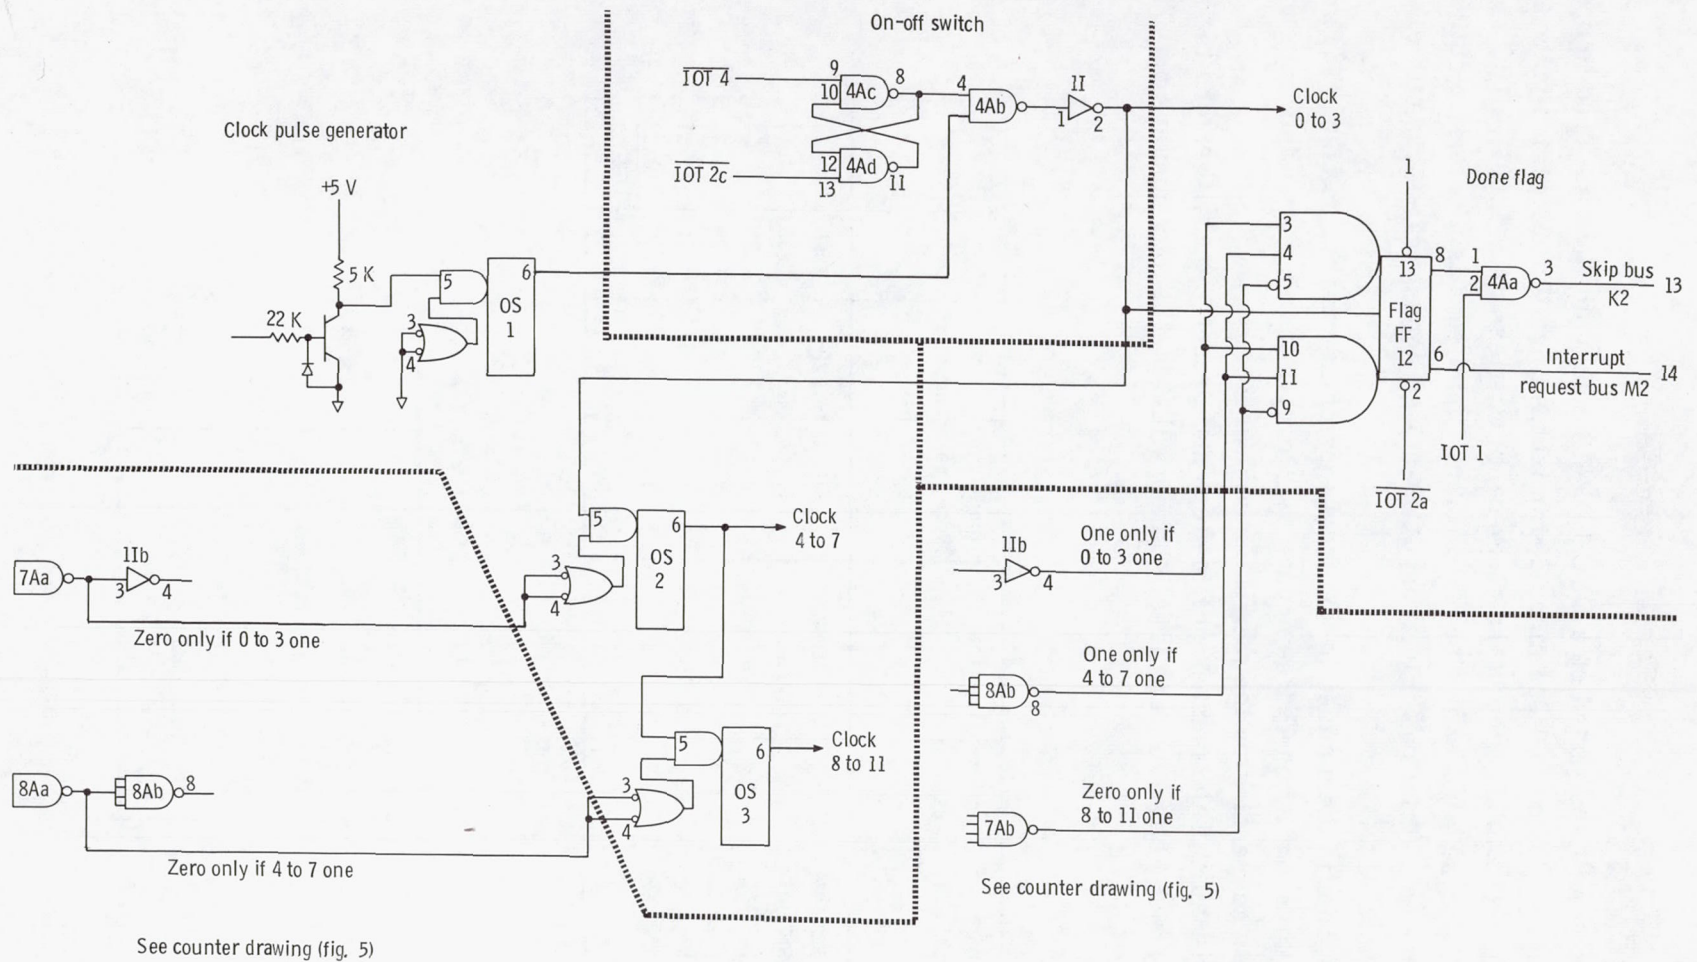 On-off switch
IOT 4
9
10
4Ac
8
4
4Ab
II
1
2
Clock
0 to 3
Clock pulse generator
IOT 2c
12
13
4Ad
11
+5 V
5 K
22 K
5
3
4
OS
1
6
1
Done flag
3
4
5
13
8
1
2
4Aa
3
Skip bus
K2
13
Flag
FF
12
10
11
9
6
Interrupt
request bus M2
14
2
IOT 1
IOT 2a
5
3
4
OS
2
6
Clock
4 to 7
7Aa
IIb
3
4
Zero only if 0 to 3 one
IIb
3
4
One only if
0 to 3 one
8Ab
8
One only if
4 to 7 one
5
3
4
OS
3
6
Clock
8 to 11
8Aa
8Ab
8
Zero only if 4 to 7 one
7Ab
Zero only if
8 to 11 one
See counter drawing (fig. 5)
See counter drawing (fig. 5)